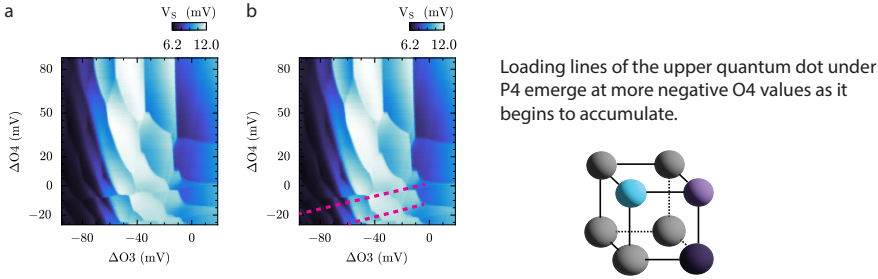 a
V_S (mV)
6.2 12.0
80
50
20
0
−20
ΔO4 (mV)
−80 −40 0
ΔO3 (mV)
b
V_S (mV)
6.2 12.0
80
50
20
0
−20
ΔO4 (mV)
−80 −40 0
ΔO3 (mV)
Loading lines of the upper quantum dot under
P4 emerge at more negative O4 values as it
begins to accumulate.